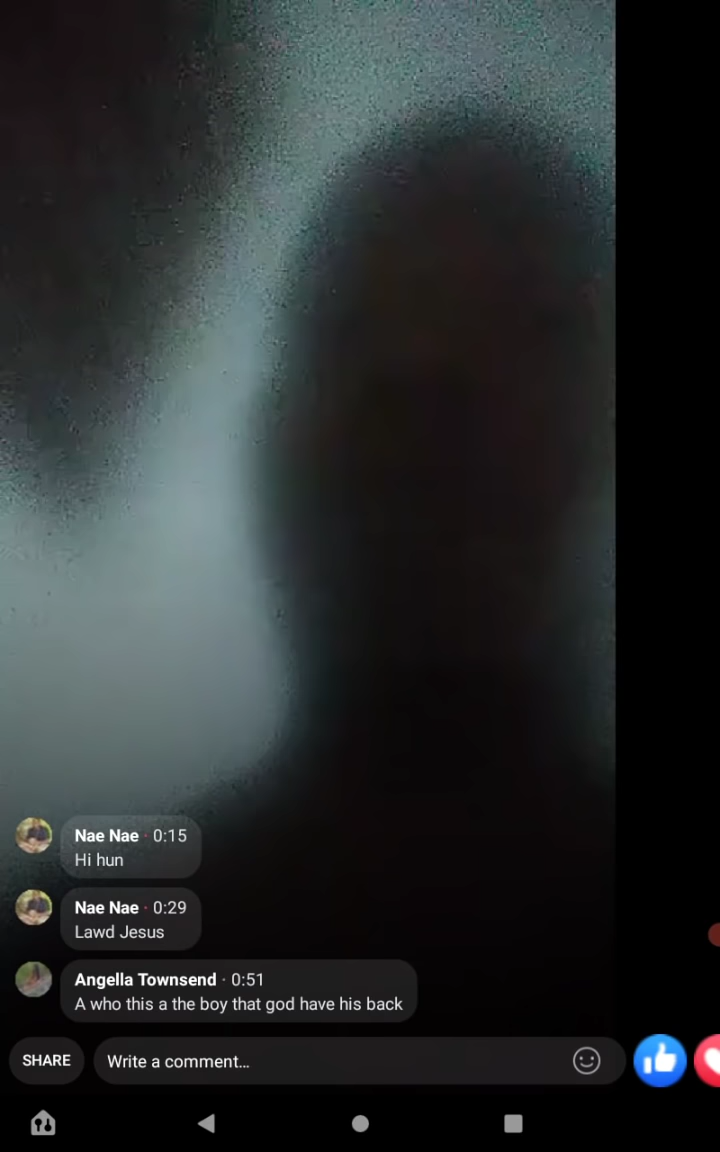 Nae Nae · 0:15
Hi hun
Nae Nae · 0:29
Lawd Jesus
Angella Townsend · 0:51
A who this a the boy that god have his back
SHARE
Write a comment...